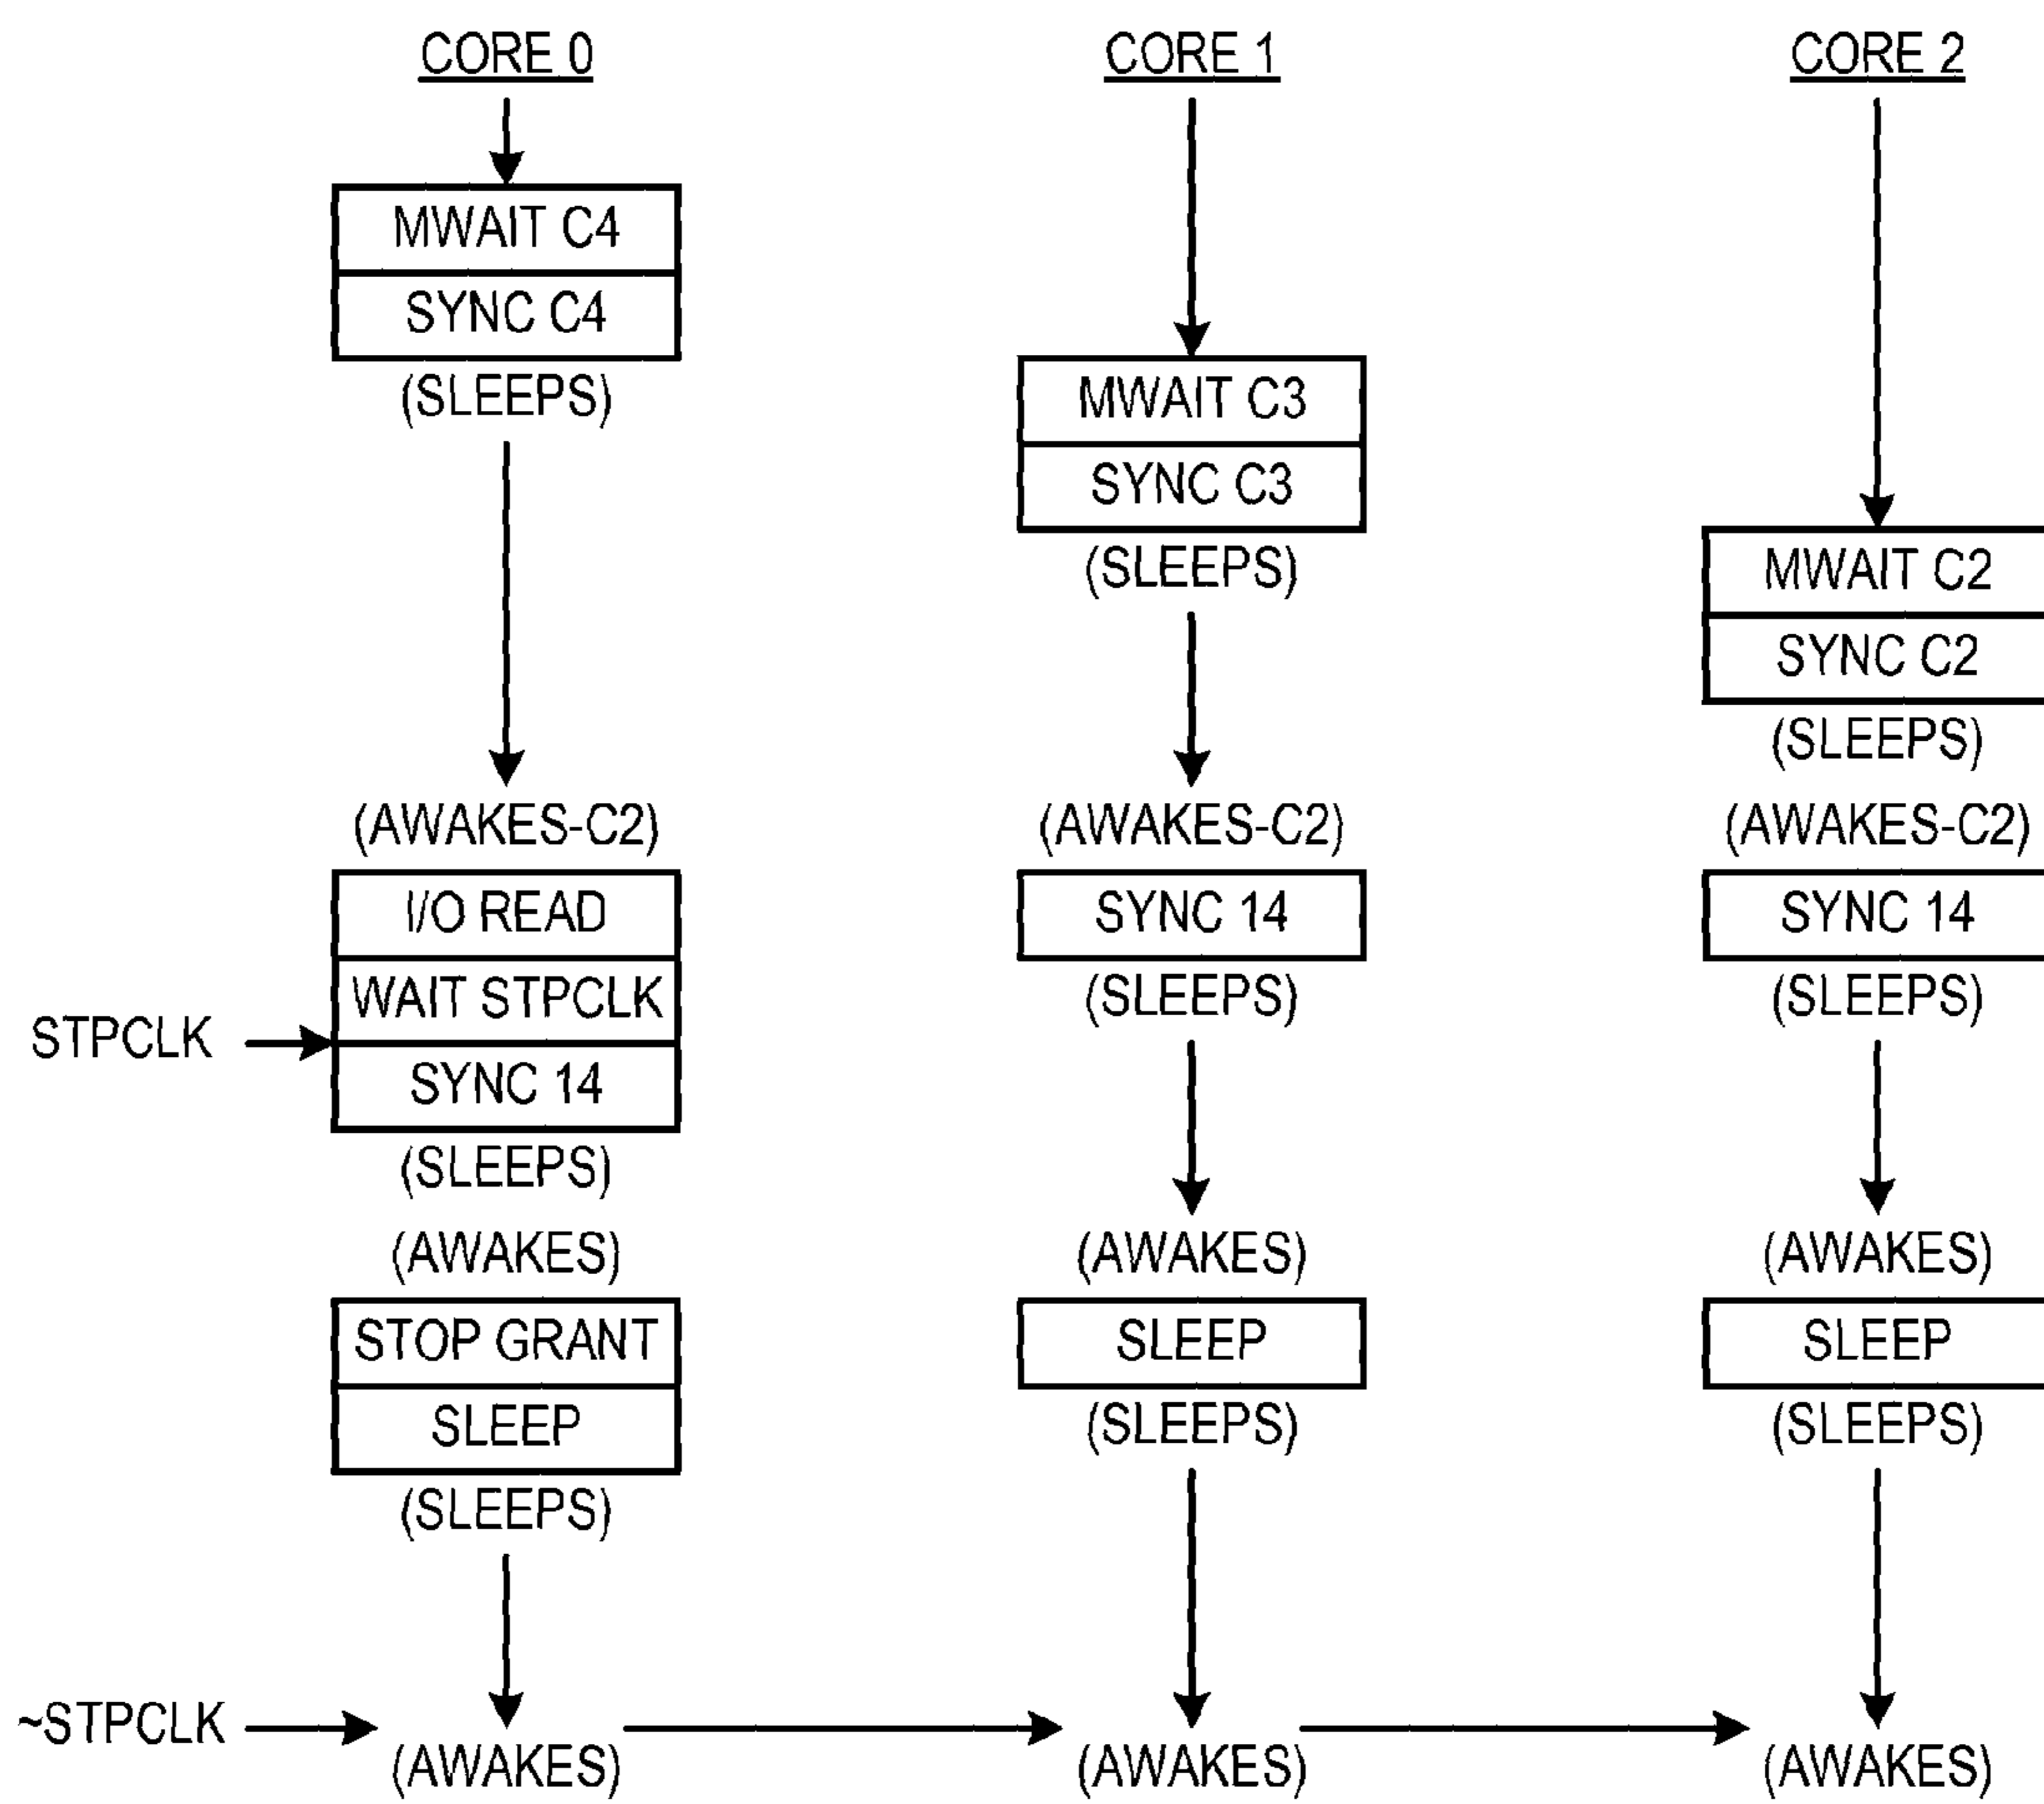 CORE 0
CORE 1
CORE 2
MWAIT C4
SYNC C4
(SLEEPS)
MWAIT C3
SYNC C3
(SLEEPS)
MWAIT C2
SYNC C2
(SLEEPS)
(AWAKES-C2)
(AWAKES-C2)
(AWAKES-C2)
I/O READ
SYNC 14
SYNC 14
WAIT STPCLK
(SLEEPS)
(SLEEPS)
STPCLK
SYNC 14
(SLEEPS)
(AWAKES)
(AWAKES)
(AWAKES)
STOP GRANT
SLEEP
SLEEP
SLEEP
(SLEEPS)
(SLEEPS)
(SLEEPS)
~STPCLK
(AWAKES)
(AWAKES)
(AWAKES)